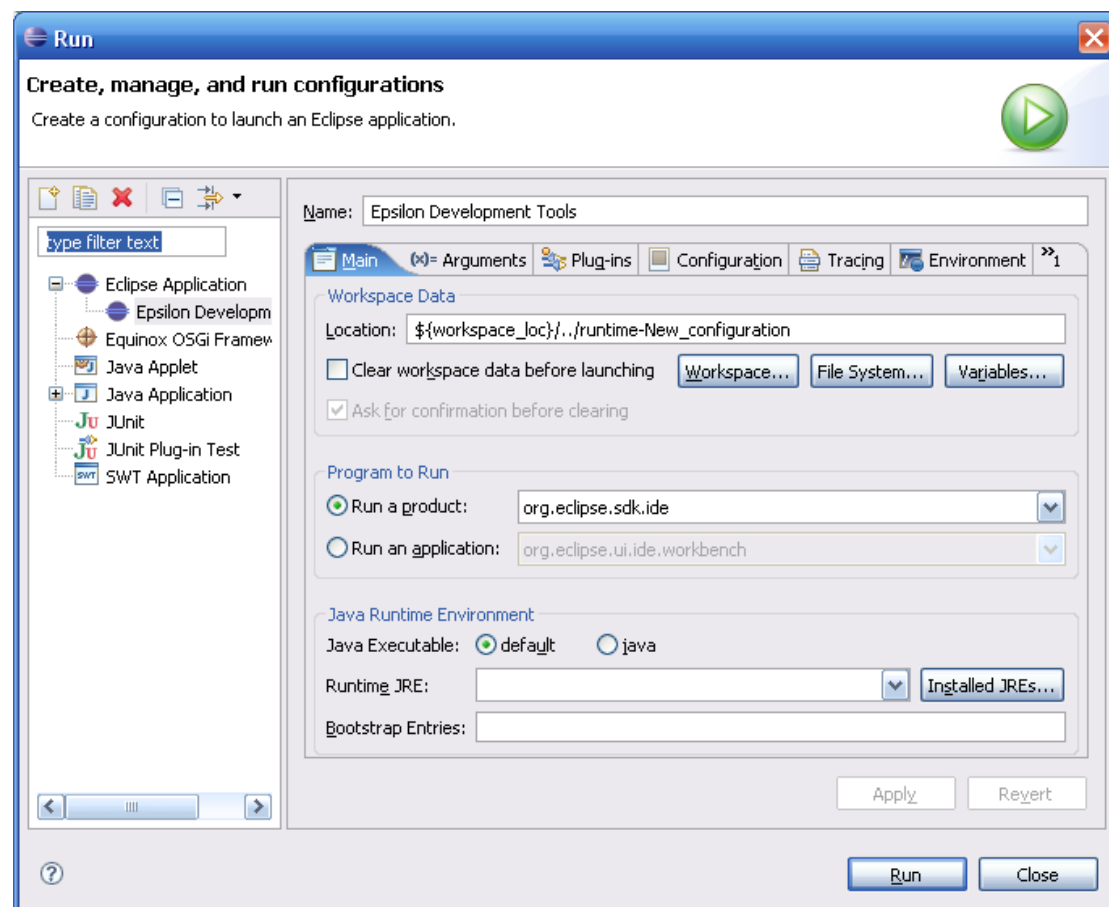 Run
Create, manage, and run configurations
Create a configuration to launch an Eclipse application.
type filter text
Eclipse Application
Epsilon Developm
Equinox OSGi Framew
Java Applet
Java Application
JUnit
JUnit Plug-in Test
SWT Application
Name: Epsilon Development Tools
Main (x)= Arguments Plug-ins Configuration Tracing Environment »1
Workspace Data
Location: ${workspace_loc}/../runtime-New_configuration
Clear workspace data before launching Workspace... File System... Variables...
Ask for confirmation before clearing
Program to Run
Run a product: org.eclipse.sdk.ide
Run an application: org.eclipse.ui.ide.workbench
Java Runtime Environment
Java Executable: default java
Runtime JRE: Installed JREs...
Bootstrap Entries:
Apply Revert
Run Close